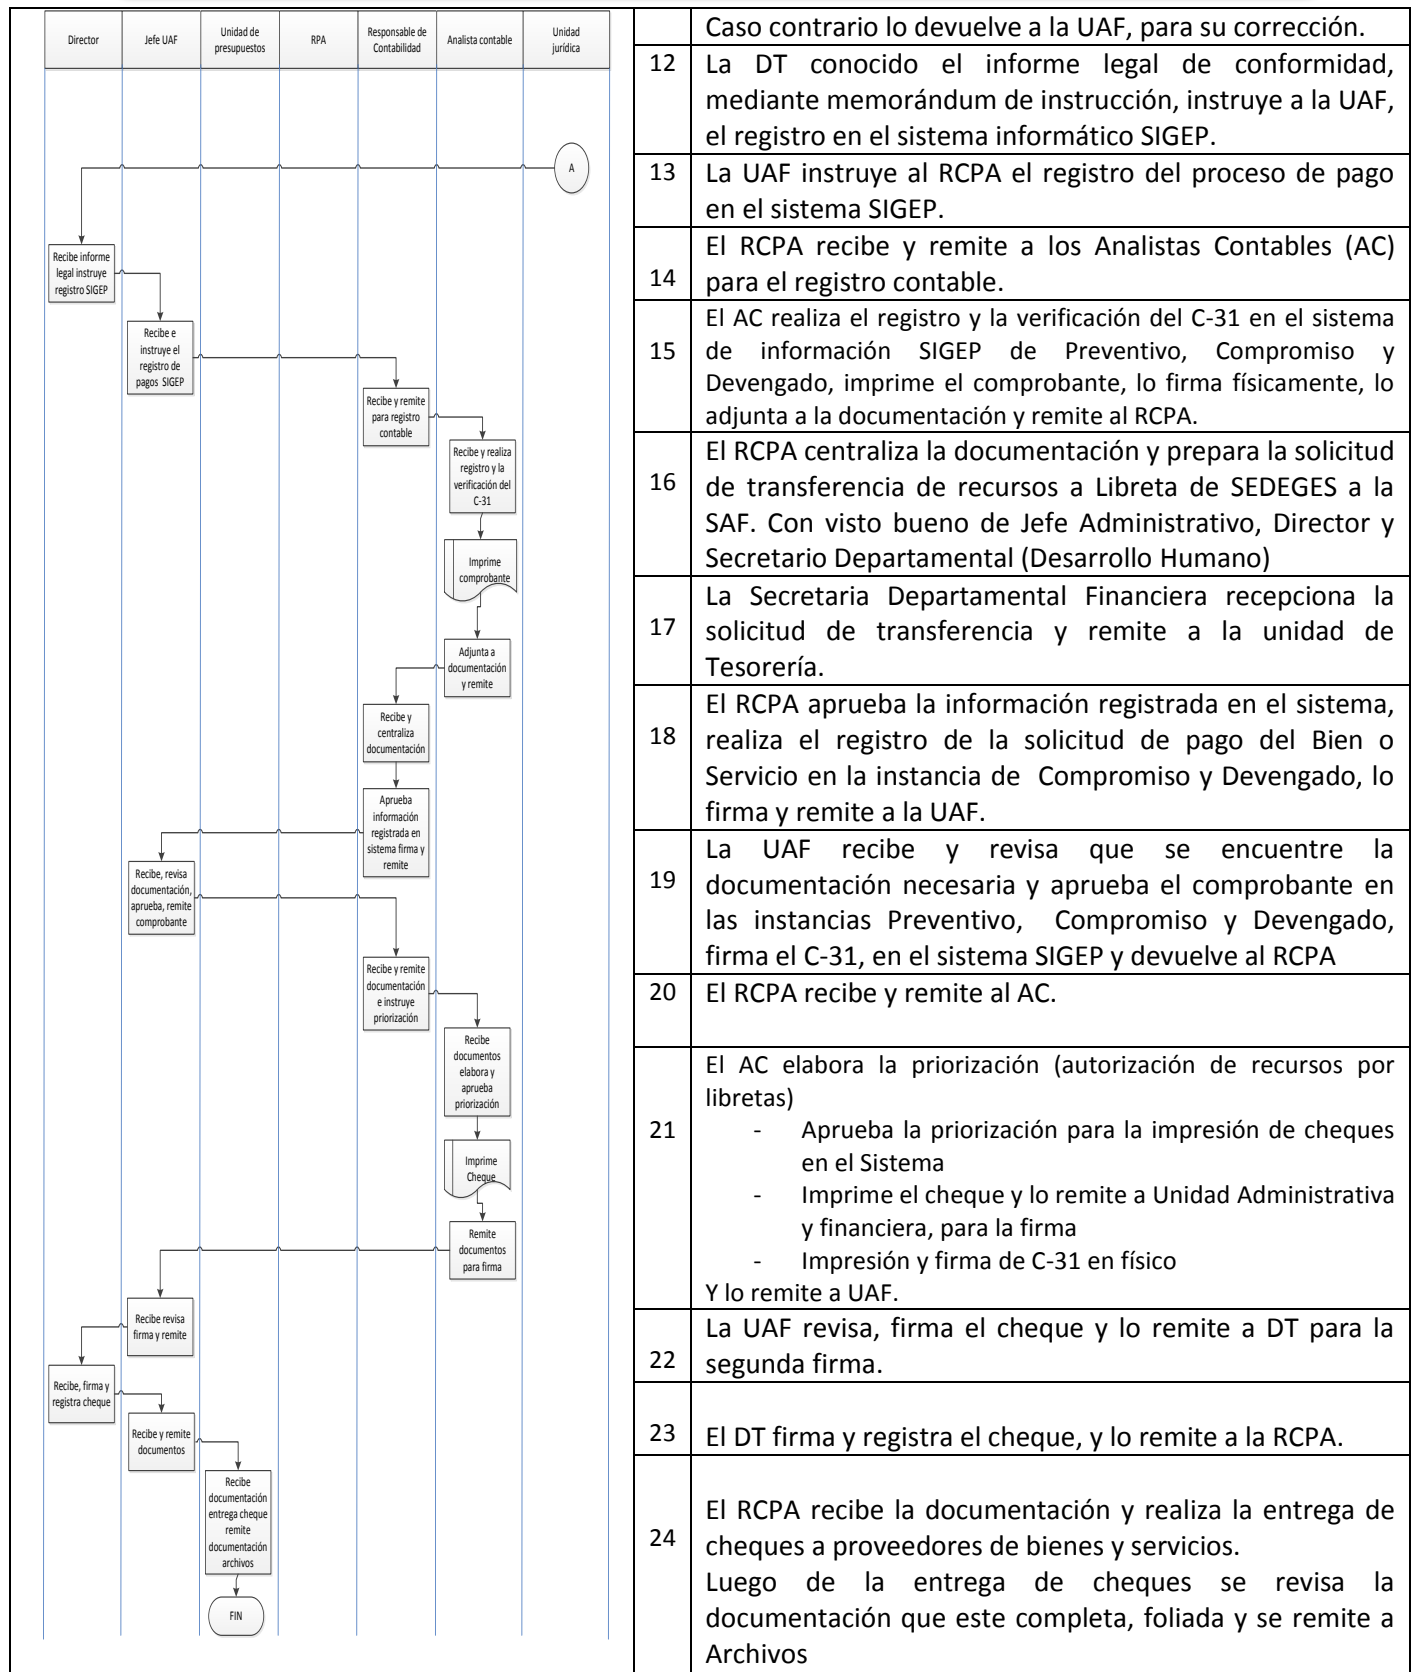 Director
Jefe UAF
Unidad de
presupuestos
RPA
Responsable de
Contabilidad
Analista contable
Unidad
jurídica
A
Recibe informe
legal instruye
registro SIGEP
Recibe e
instruye el
registro de
pagos SIGEP
Recibe y remite
para registro
contable
Recibe y realiza
registro y la
verificación del
C-31
Imprime
comprobante
Adjunta a
documentación
y remite
Recibe y
centraliza
documentación
Aprueba
información
registrada en
sistema firma y
remite
Recibe, revisa
documentación,
aprueba, remite
comprobante
Recibe y remite
documentación
e instruye
priorización
Recibe
documentos
elabora y
aprueba
priorización
Imprime
Cheque
Remite
documentos
para firma
Recibe revisa
firma y remite
Recibe, firma y
registra cheque
Recibe y remite
documentos
Recibe
documentación
entrega cheque
remite
documentación
archivos
FIN
Caso contrario lo devuelve a la UAF, para su corrección.
12 La DT conocido el informe legal de conformidad,
mediante memorándum de instrucción, instruye a la UAF,
el registro en el sistema informático SIGEP.
13 La UAF instruye al RCPA el registro del proceso de pago
en el sistema SIGEP.
El RCPA recibe y remite a los Analistas Contables (AC)
14 para el registro contable.
El AC realiza el registro y la verificación del C-31 en el sistema
15 de información SIGEP de Preventivo, Compromiso y
Devengado, imprime el comprobante, lo firma físicamente, lo
adjunta a la documentación y remite al RCPA.
El RCPA centraliza la documentación y prepara la solicitud
16 de transferencia de recursos a Libreta de SEDEGES a la
SAF. Con visto bueno de Jefe Administrativo, Director y
Secretario Departamental (Desarrollo Humano)
La Secretaria Departamental Financiera recepciona la
17 solicitud de transferencia y remite a la unidad de
Tesorería.
El RCPA aprueba la información registrada en el sistema,
18 realiza el registro de la solicitud de pago del Bien o
Servicio en la instancia de Compromiso y Devengado, lo
firma y remite a la UAF.
La UAF recibe y revisa que se encuentre la
19 documentación necesaria y aprueba el comprobante en
las instancias Preventivo, Compromiso y Devengado,
firma el C-31, en el sistema SIGEP y devuelve al RCPA
20 El RCPA recibe y remite al AC.
El AC elabora la priorización (autorización de recursos por
libretas)
21 - Aprueba la priorización para la impresión de cheques
en el Sistema
- Imprime el cheque y lo remite a Unidad Administrativa
y financiera, para la firma
- Impresión y firma de C-31 en físico
Y lo remite a UAF.
La UAF revisa, firma el cheque y lo remite a DT para la
22 segunda firma.
23 El DT firma y registra el cheque, y lo remite a la RCPA.
El RCPA recibe la documentación y realiza la entrega de
24 cheques a proveedores de bienes y servicios.
Luego de la entrega de cheques se revisa la
documentación que este completa, foliada y se remite a
Archivos